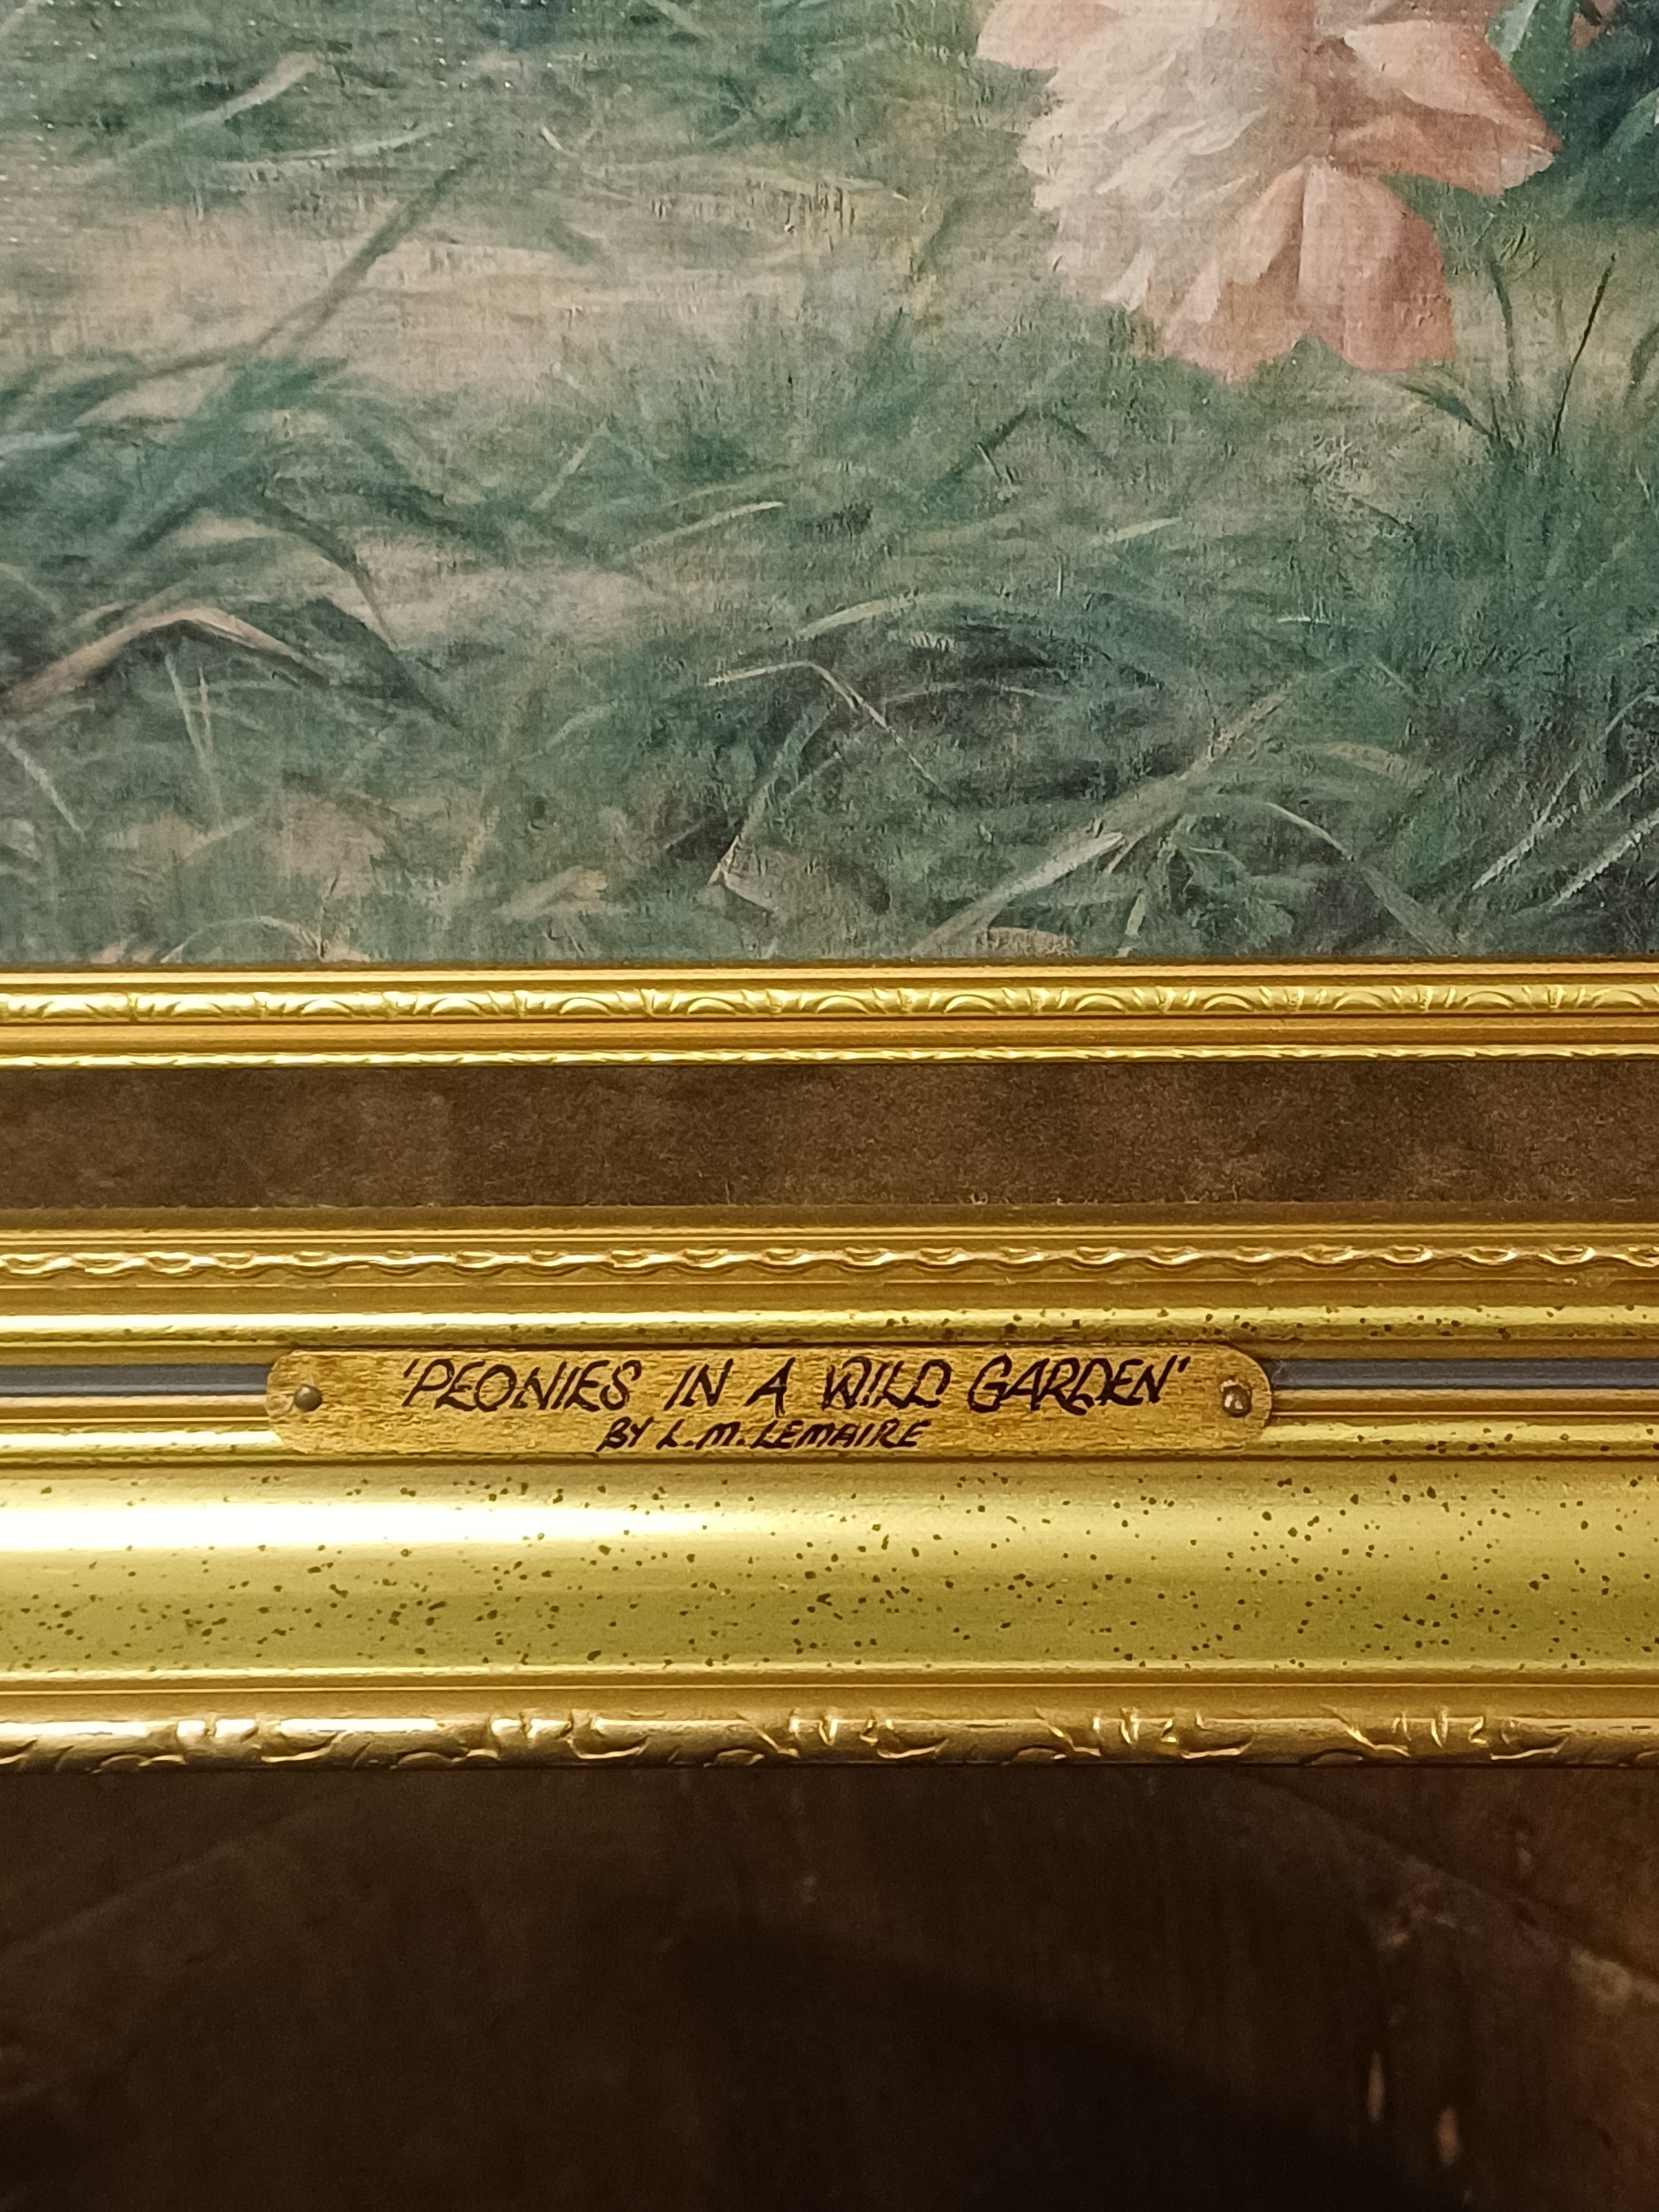 'PEONIES IN A WILD GARDEN'
BY L.M. LEMAIRE